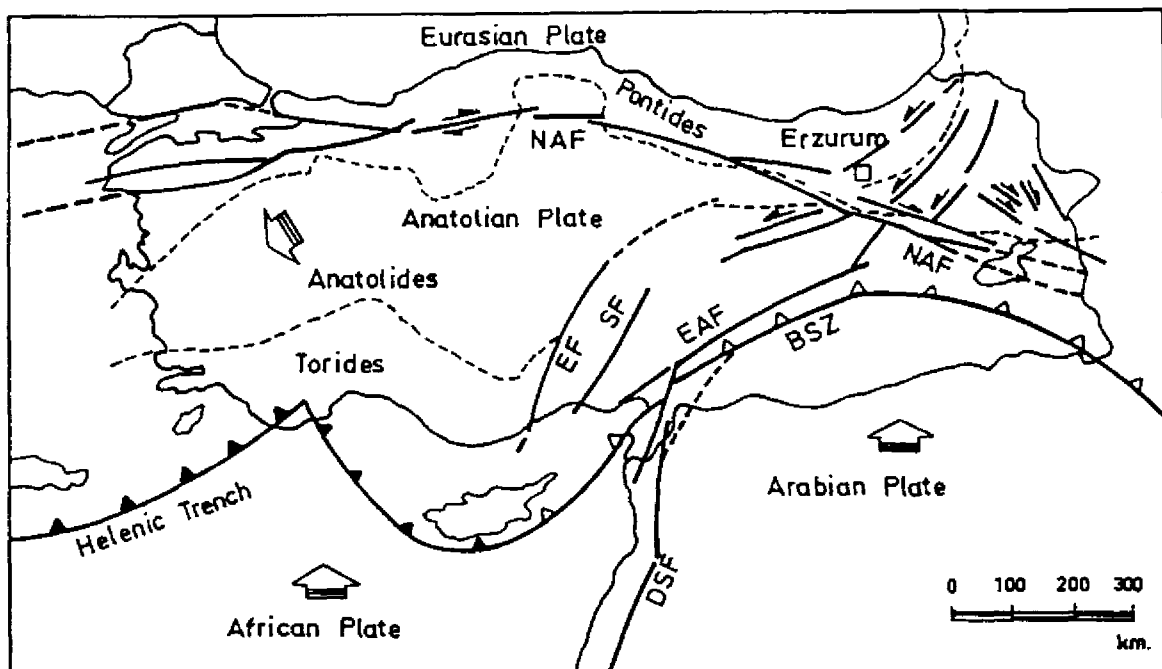 Eurasian Plate
Pontides
NAF
Erzurum
Anatolian Plate
NAF
Anatolides
SF
EF
EAF
BSZ
Torides
Helenic Trench
Arabian Plate
DSF
African Plate
0 100 200 300
km.